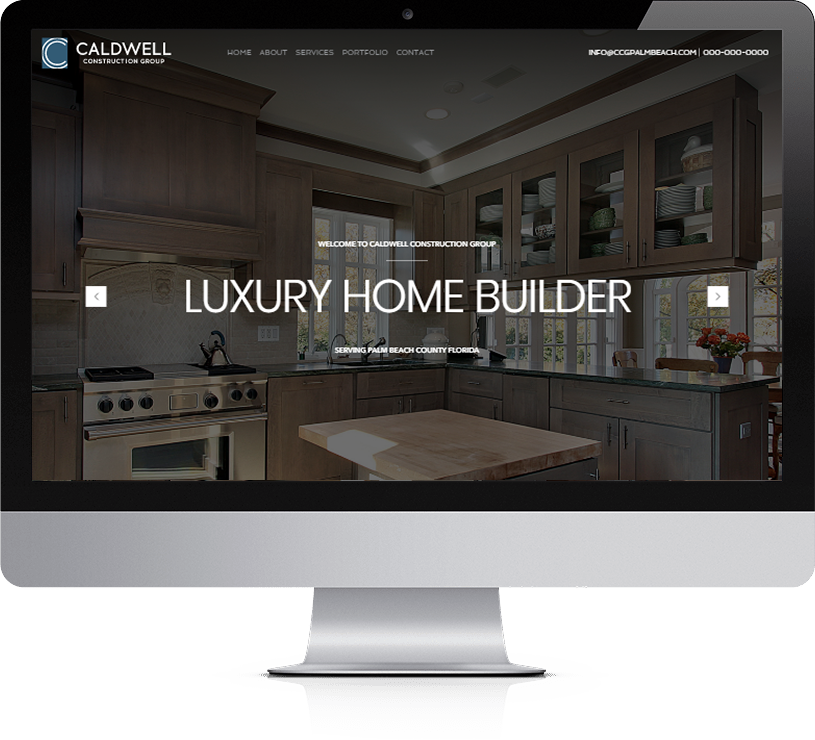 CALDWELL
CONSTRUCTION GROUP
HOME ABOUT SERVICES PORTFOLIO CONTACT
INFO@CCGPALMBEACH.COM | 000-000-0000
WELCOME TO CALDWELL CONSTRUCTION GROUP
LUXURY HOME BUILDER
SERVING PALM BEACH COUNTY FLORIDA